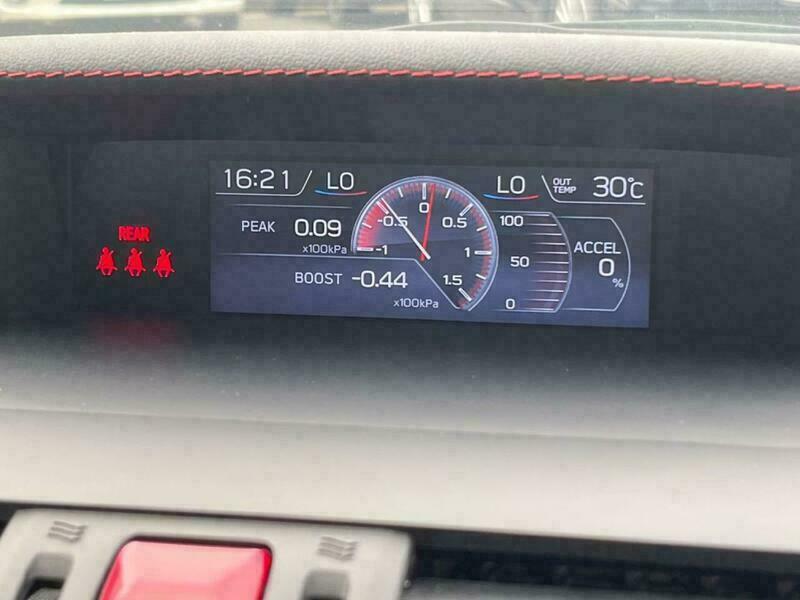 16:21 LO LO OUT TEMP 30°C
REAR
PEAK 0.09
x100kPa
BOOST -0.44
x100kPa
-1 -0.5 0 0.5 1 1.5
100
50
0
ACCEL
0
%